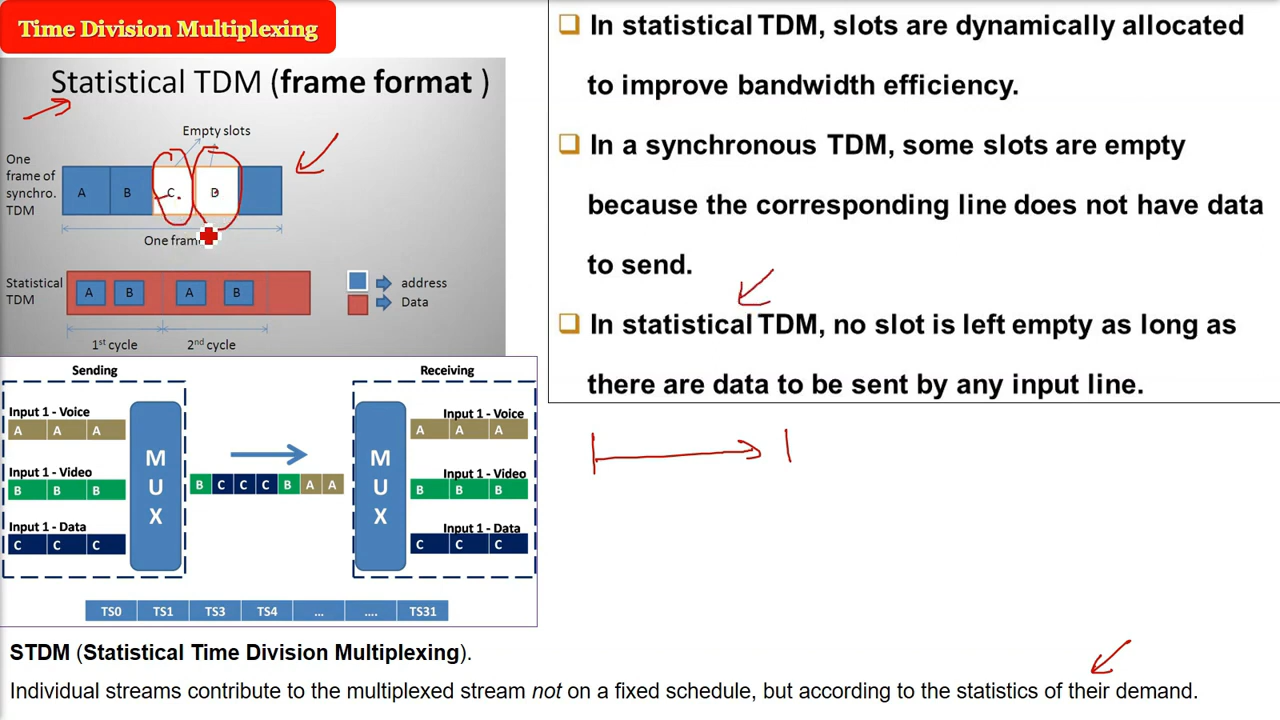 Time Division Multiplexing
Statistical TDM (frame format )
Empty slots
One
frame of
synchro.
TDM
A B C D
One fram
Statistical
TDM
A B A B
address
Data
1st cycle 2nd cycle
In statistical TDM, slots are dynamically allocated
to improve bandwidth efficiency.
In a synchronous TDM, some slots are empty
because the corresponding line does not have data
to send.
In statistical TDM, no slot is left empty as long as
there are data to be sent by any input line.
Sending
Input 1 - Voice
A A A
Input 1 - Video
B B B
Input 1 - Data
C C C
M
U
X
B C C C B A A
Receiving
M
U
X
Input 1 - Voice
A A A
Input 1 - Video
B B B
Input 1 - Data
C C C
TS0 TS1 TS3 TS4 ... .... TS31
STDM (Statistical Time Division Multiplexing).
Individual streams contribute to the multiplexed stream not on a fixed schedule, but according to the statistics of their demand.